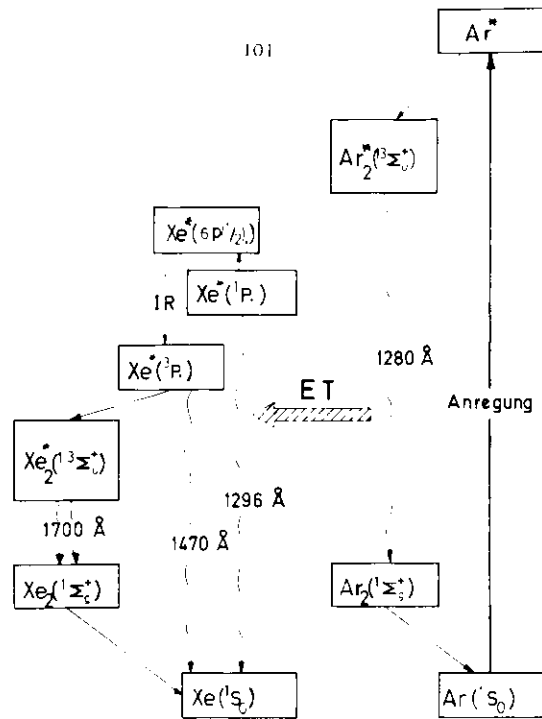 101
Ar*
Ar₂*(¹³Σᵤ⁺)
Xe*(6p[½]₀)
Xe*(¹P₁)
IR
Xe*(³P₁)
1280 Å
ET
Anregung
Xe₂*(¹³Σᵤ⁺)
1700 Å
1296 Å
1470 Å
Xe₂(¹Σg⁺)
Ar₂(¹Σg⁺)
Xe(¹S₀)
Ar(¹S₀)